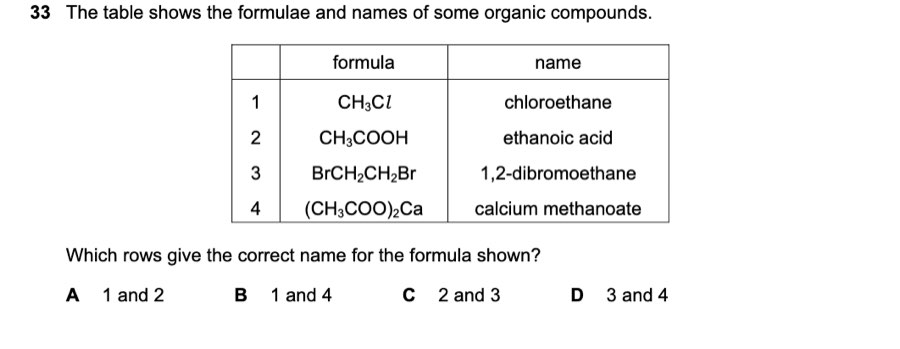 33 The table shows the formulae and names of some organic compounds.
formula name
1 CH₃Cl chloroethane
2 CH₃COOH ethanoic acid
3 BrCH₂CH₂Br 1,2-dibromoethane
4 (CH₃COO)₂Ca calcium methanoate
Which rows give the correct name for the formula shown?
A 1 and 2 B 1 and 4 C 2 and 3 D 3 and 4